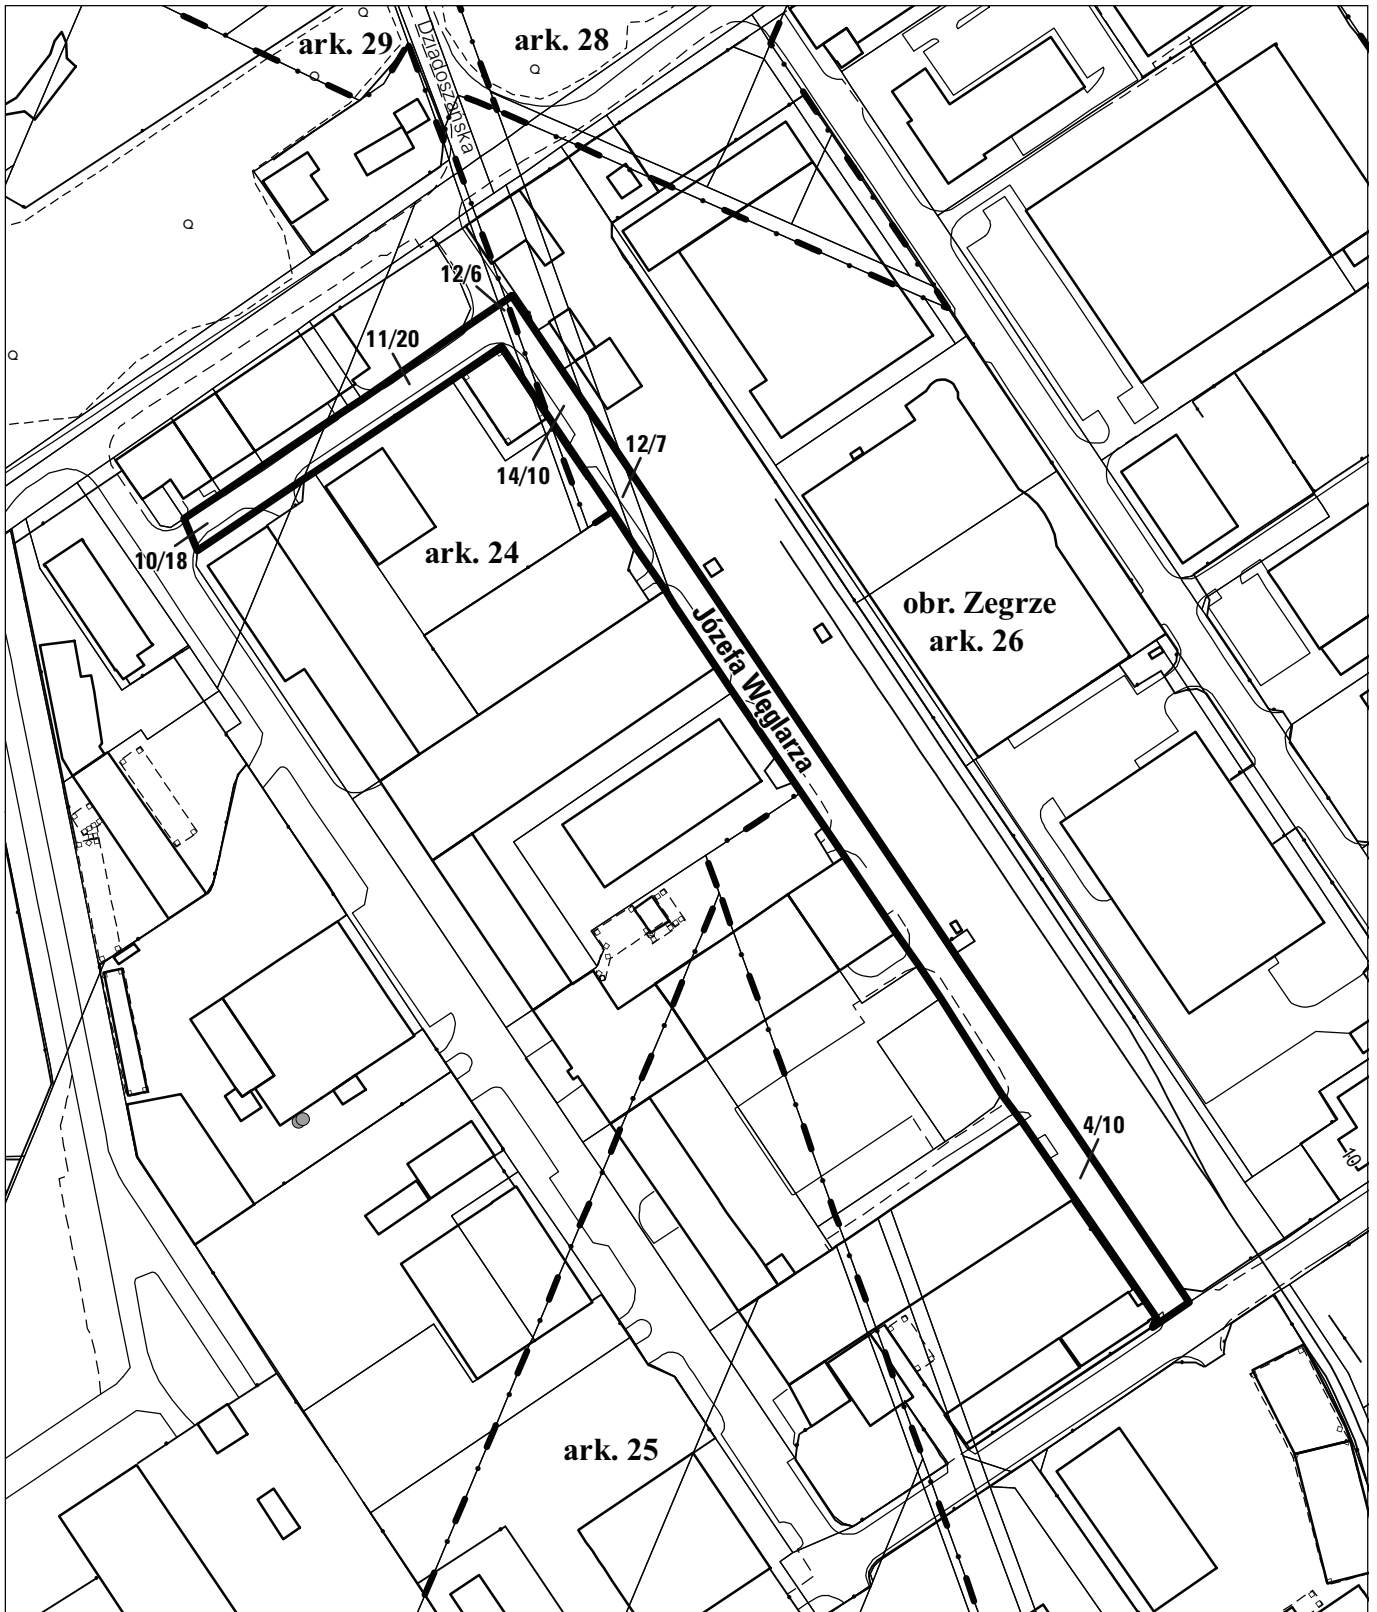 ark. 29
ark. 28
Dziadoszańska
12/6
11/20
12/7
14/10
10/18
ark. 24
obr. Zegrze
ark. 26
Józefa Węglarza
4/10
10
ark. 25